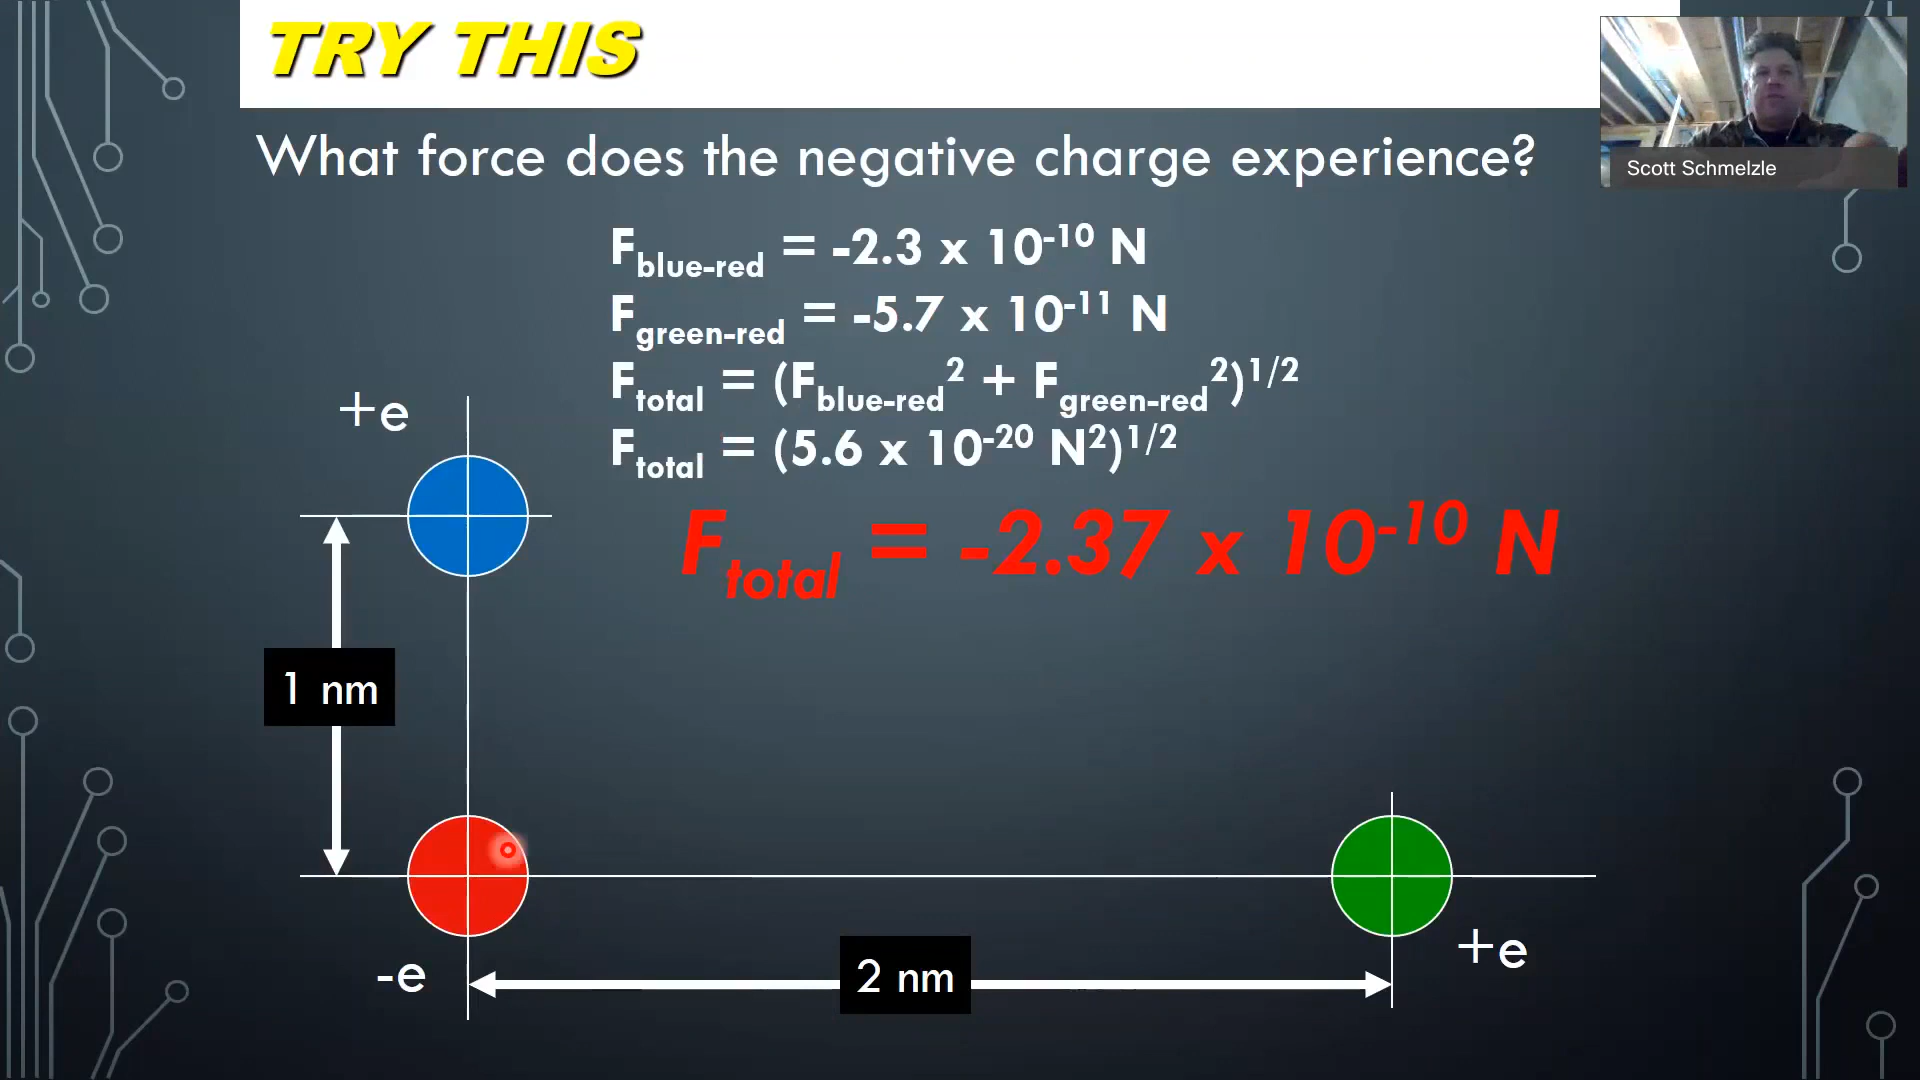 TRY THIS
Scott Schmelzle
What force does the negative charge experience?
F_blue-red = -2.3 x 10^-10 N
F_green-red = -5.7 x 10^-11 N
F_total = (F_blue-red^2 + F_green-red^2)^1/2
F_total = (5.6 x 10^-20 N^2)^1/2
F_total = -2.37 x 10^-10 N
+e
1 nm
-e
2 nm
+e